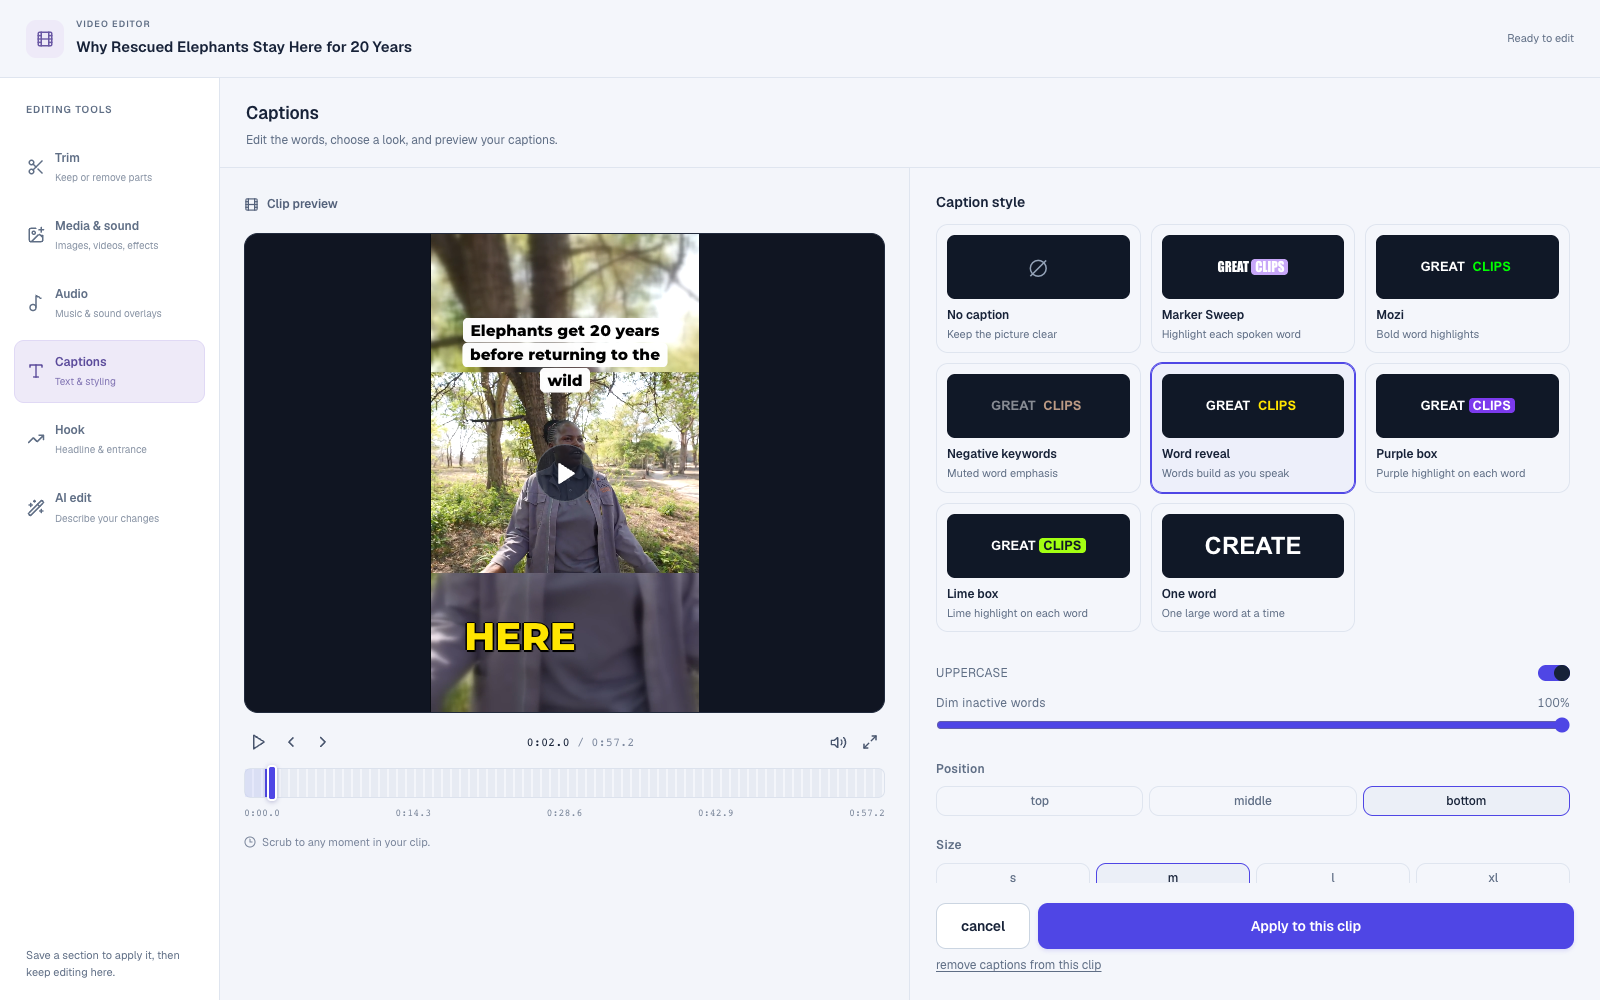 VIDEO EDITOR
Why Rescued Elephants Stay Here for 20 Years
Ready to edit
EDITING TOOLS
Trim
Keep or remove parts
Media & sound
Images, videos, effects
Audio
Music & sound overlays
Captions
Text & styling
Hook
Headline & entrance
AI edit
Describe your changes
Save a section to apply it, then
keep editing here.
Captions
Edit the words, choose a look, and preview your captions.
Clip preview
Elephants get 20 years
before returning to the
wild
HERE
0:02.0 / 0:57.2
0:00.0
0:14.3
0:28.6
0:42.9
0:57.2
Scrub to any moment in your clip.
Caption style
No caption
Keep the picture clear
GREAT CLIPS
Marker Sweep
Highlight each spoken word
GREAT CLIPS
Mozi
Bold word highlights
GREAT CLIPS
Negative keywords
Muted word emphasis
GREAT CLIPS
Word reveal
Words build as you speak
GREAT CLIPS
Purple box
Purple highlight on each word
GREAT CLIPS
Lime box
Lime highlight on each word
CREATE
One word
One large word at a time
UPPERCASE
Dim inactive words
100%
Position
top
middle
bottom
Size
s
m
l
xl
cancel
Apply to this clip
remove captions from this clip